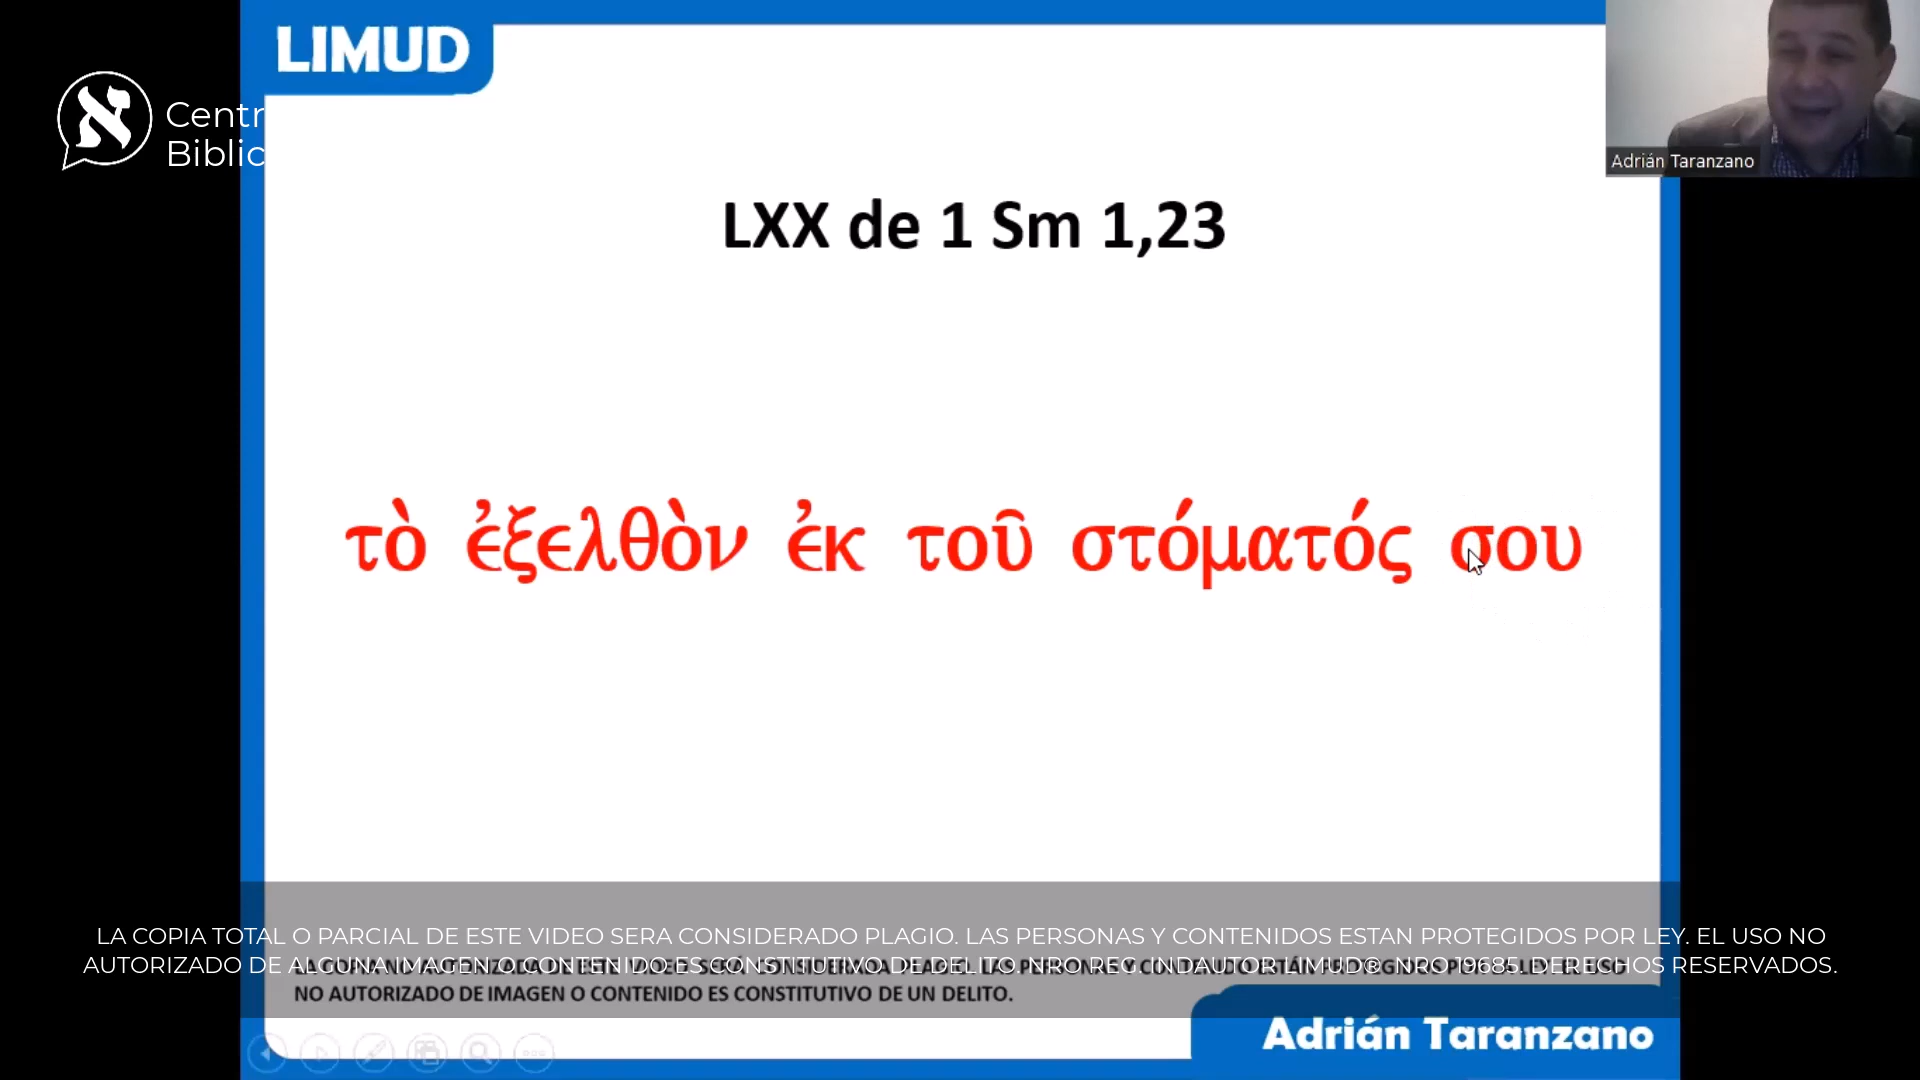 LIMUD
א Centr
Biblic
Adrián Taranzano
LXX de 1 Sm 1,23
τὸ ἐξελθὸν ἐκ τοῦ στόματός σου
LA COPIA TOTAL O PARCIAL DE ESTE VIDEO SERA CONSIDERADO PLAGIO. LAS PERSONAS Y CONTENIDOS ESTAN PROTEGIDOS POR LEY. EL USO NO
AUTORIZADO DE ALGUNA IMAGEN O CONTENIDO ES CONSTITUTIVO DE DELITO. NRO REG. INDAUTOR LIMUD® NRO 19685. DERECHOS RESERVADOS.
NO AUTORIZADO DE IMAGEN O CONTENIDO ES CONSTITUTIVO DE UN DELITO.
Adrián Taranzano